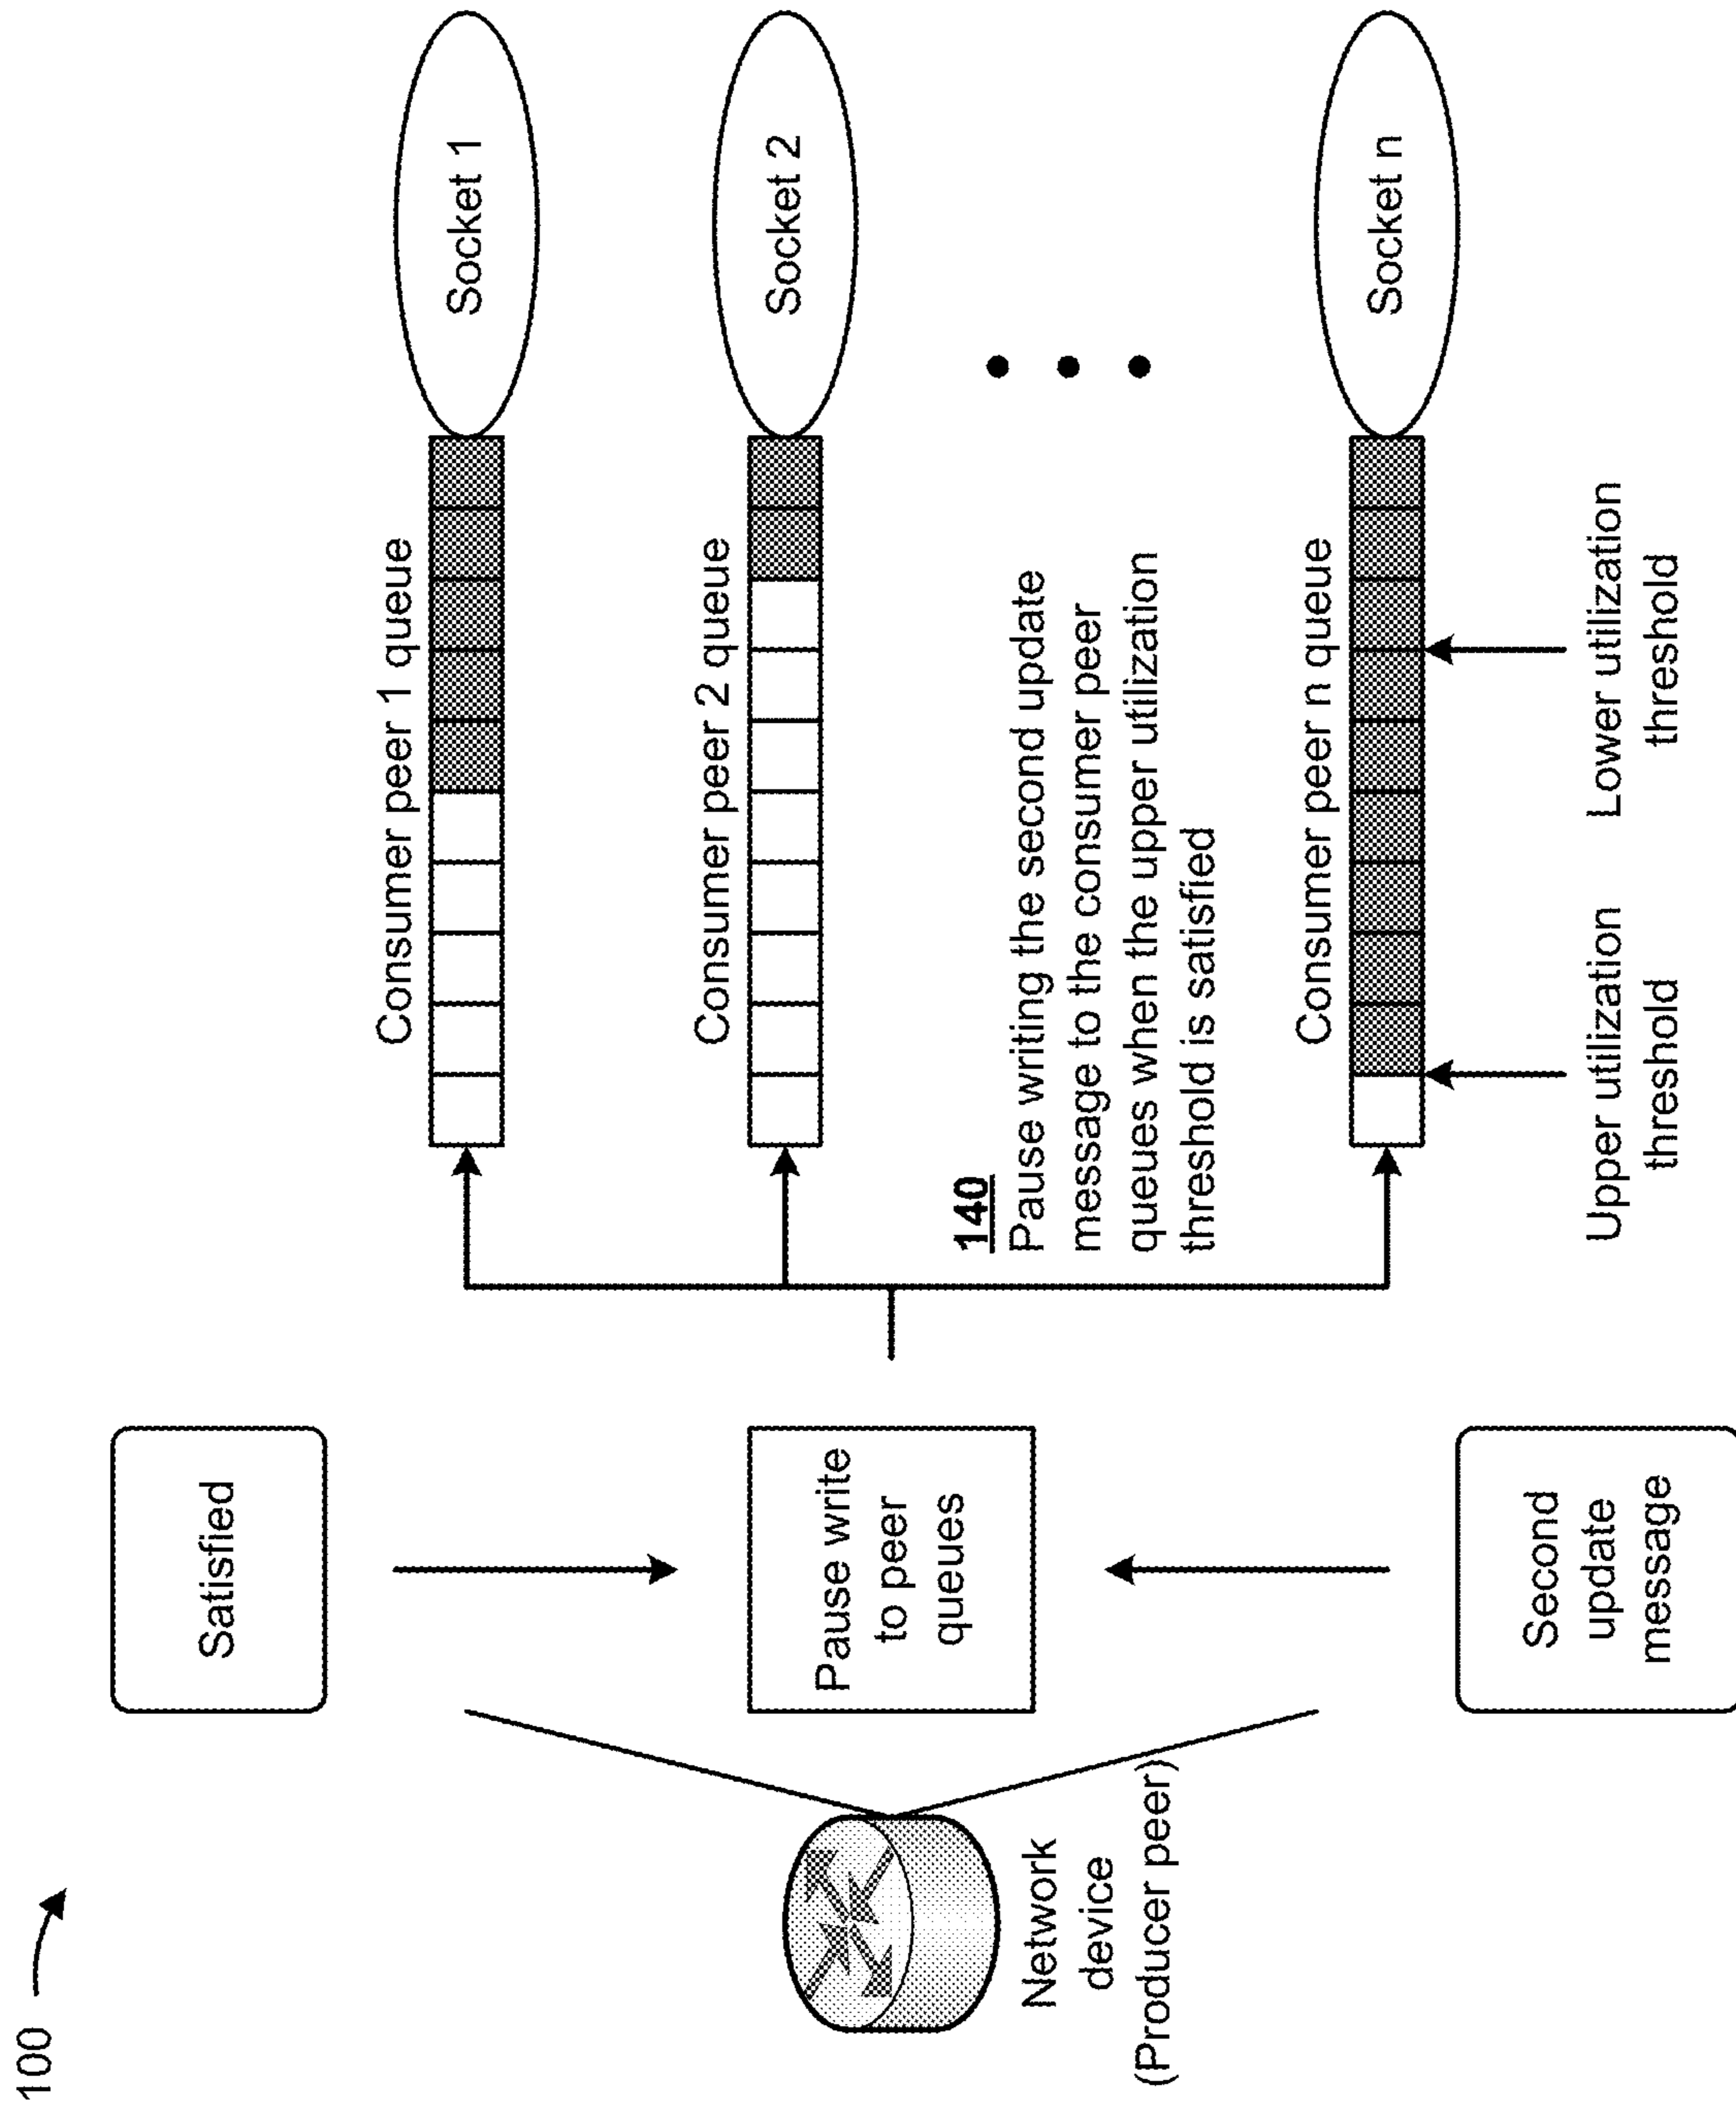 100
Satisfied
Pause write
to peer
queues
Second
update
message
Network
device
(Producer peer)
Consumer peer 1 queue
Socket 1
Consumer peer 2 queue
Socket 2
140
Pause writing the second update
message to the consumer peer
queues when the upper utilization
threshold is satisfied
Consumer peer n queue
Socket n
Upper utilization
threshold
Lower utilization
threshold